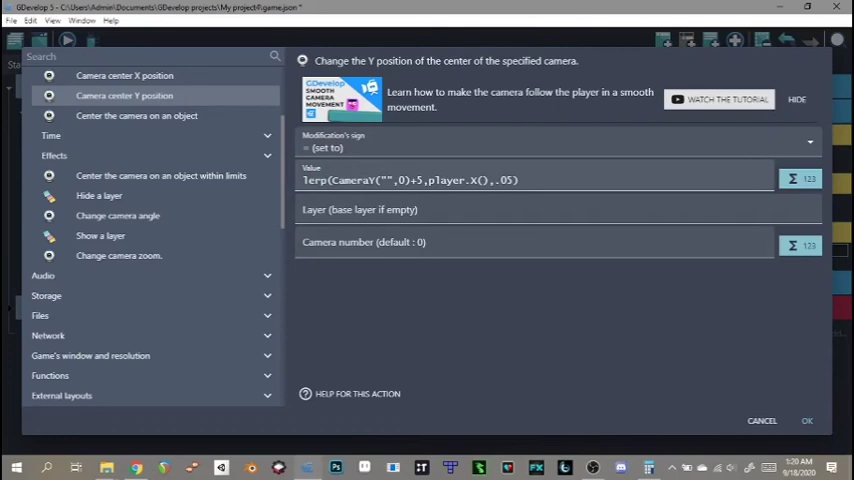 GDevelop 5 - C:\Users\Admin\Documents\GDevelop projects\My project4\game.json *
File Edit View Window Help
Search
Camera center X position
Camera center Y position
Center the camera on an object
Time
Effects
Center the camera on an object within limits
Hide a layer
Change camera angle
Show a layer
Change camera zoom.
Audio
Storage
Files
Network
Game's window and resolution
Functions
External layouts
Change the Y position of the center of the specified camera.
GDevelop
SMOOTH
CAMERA
MOVEMENT
Learn how to make the camera follow the player in a smooth
movement.
WATCH THE TUTORIAL
HIDE
Modification's sign
= (set to)
Value
lerp(CameraY("",0)+5,player.X(),.05)
Σ 123
Layer (base layer if empty)
Camera number (default : 0)
Σ 123
HELP FOR THIS ACTION
CANCEL
OK
1:20 AM
9/18/2020